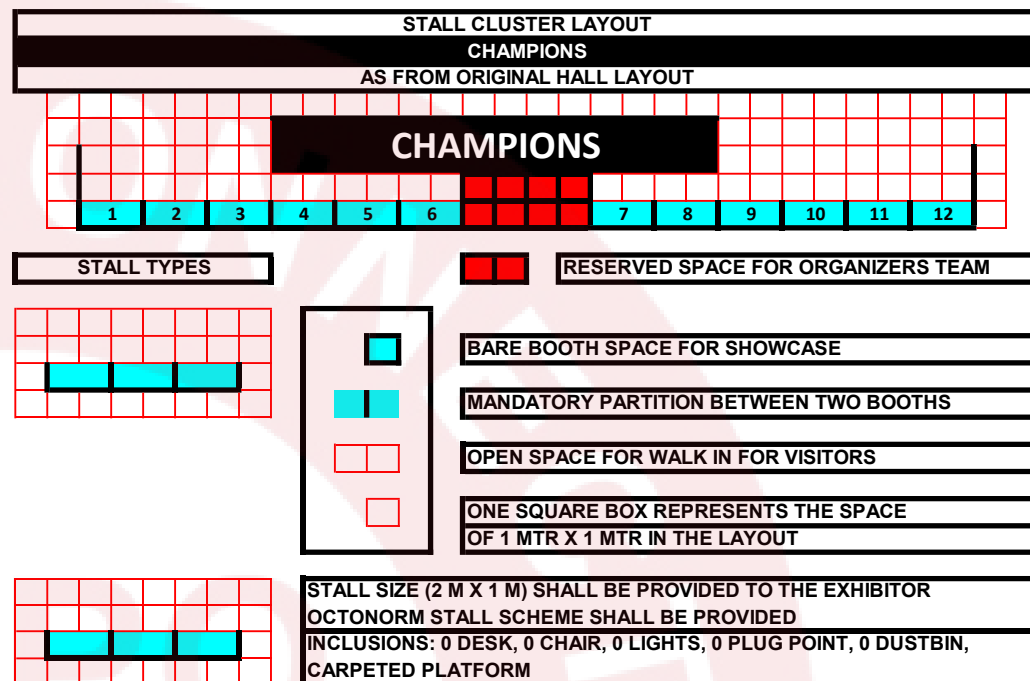 STALL CLUSTER LAYOUT
CHAMPIONS
AS FROM ORIGINAL HALL LAYOUT
CHAMPIONS
1 2 3 4 5 6 7 8 9 10 11 12
STALL TYPES
RESERVED SPACE FOR ORGANIZERS TEAM
BARE BOOTH SPACE FOR SHOWCASE
MANDATORY PARTITION BETWEEN TWO BOOTHS
OPEN SPACE FOR WALK IN FOR VISITORS
ONE SQUARE BOX REPRESENTS THE SPACE
OF 1 MTR X 1 MTR IN THE LAYOUT
STALL SIZE (2 M X 1 M) SHALL BE PROVIDED TO THE EXHIBITOR
OCTONORM STALL SCHEME SHALL BE PROVIDED
INCLUSIONS: 0 DESK, 0 CHAIR, 0 LIGHTS, 0 PLUG POINT, 0 DUSTBIN,
CARPETED PLATFORM